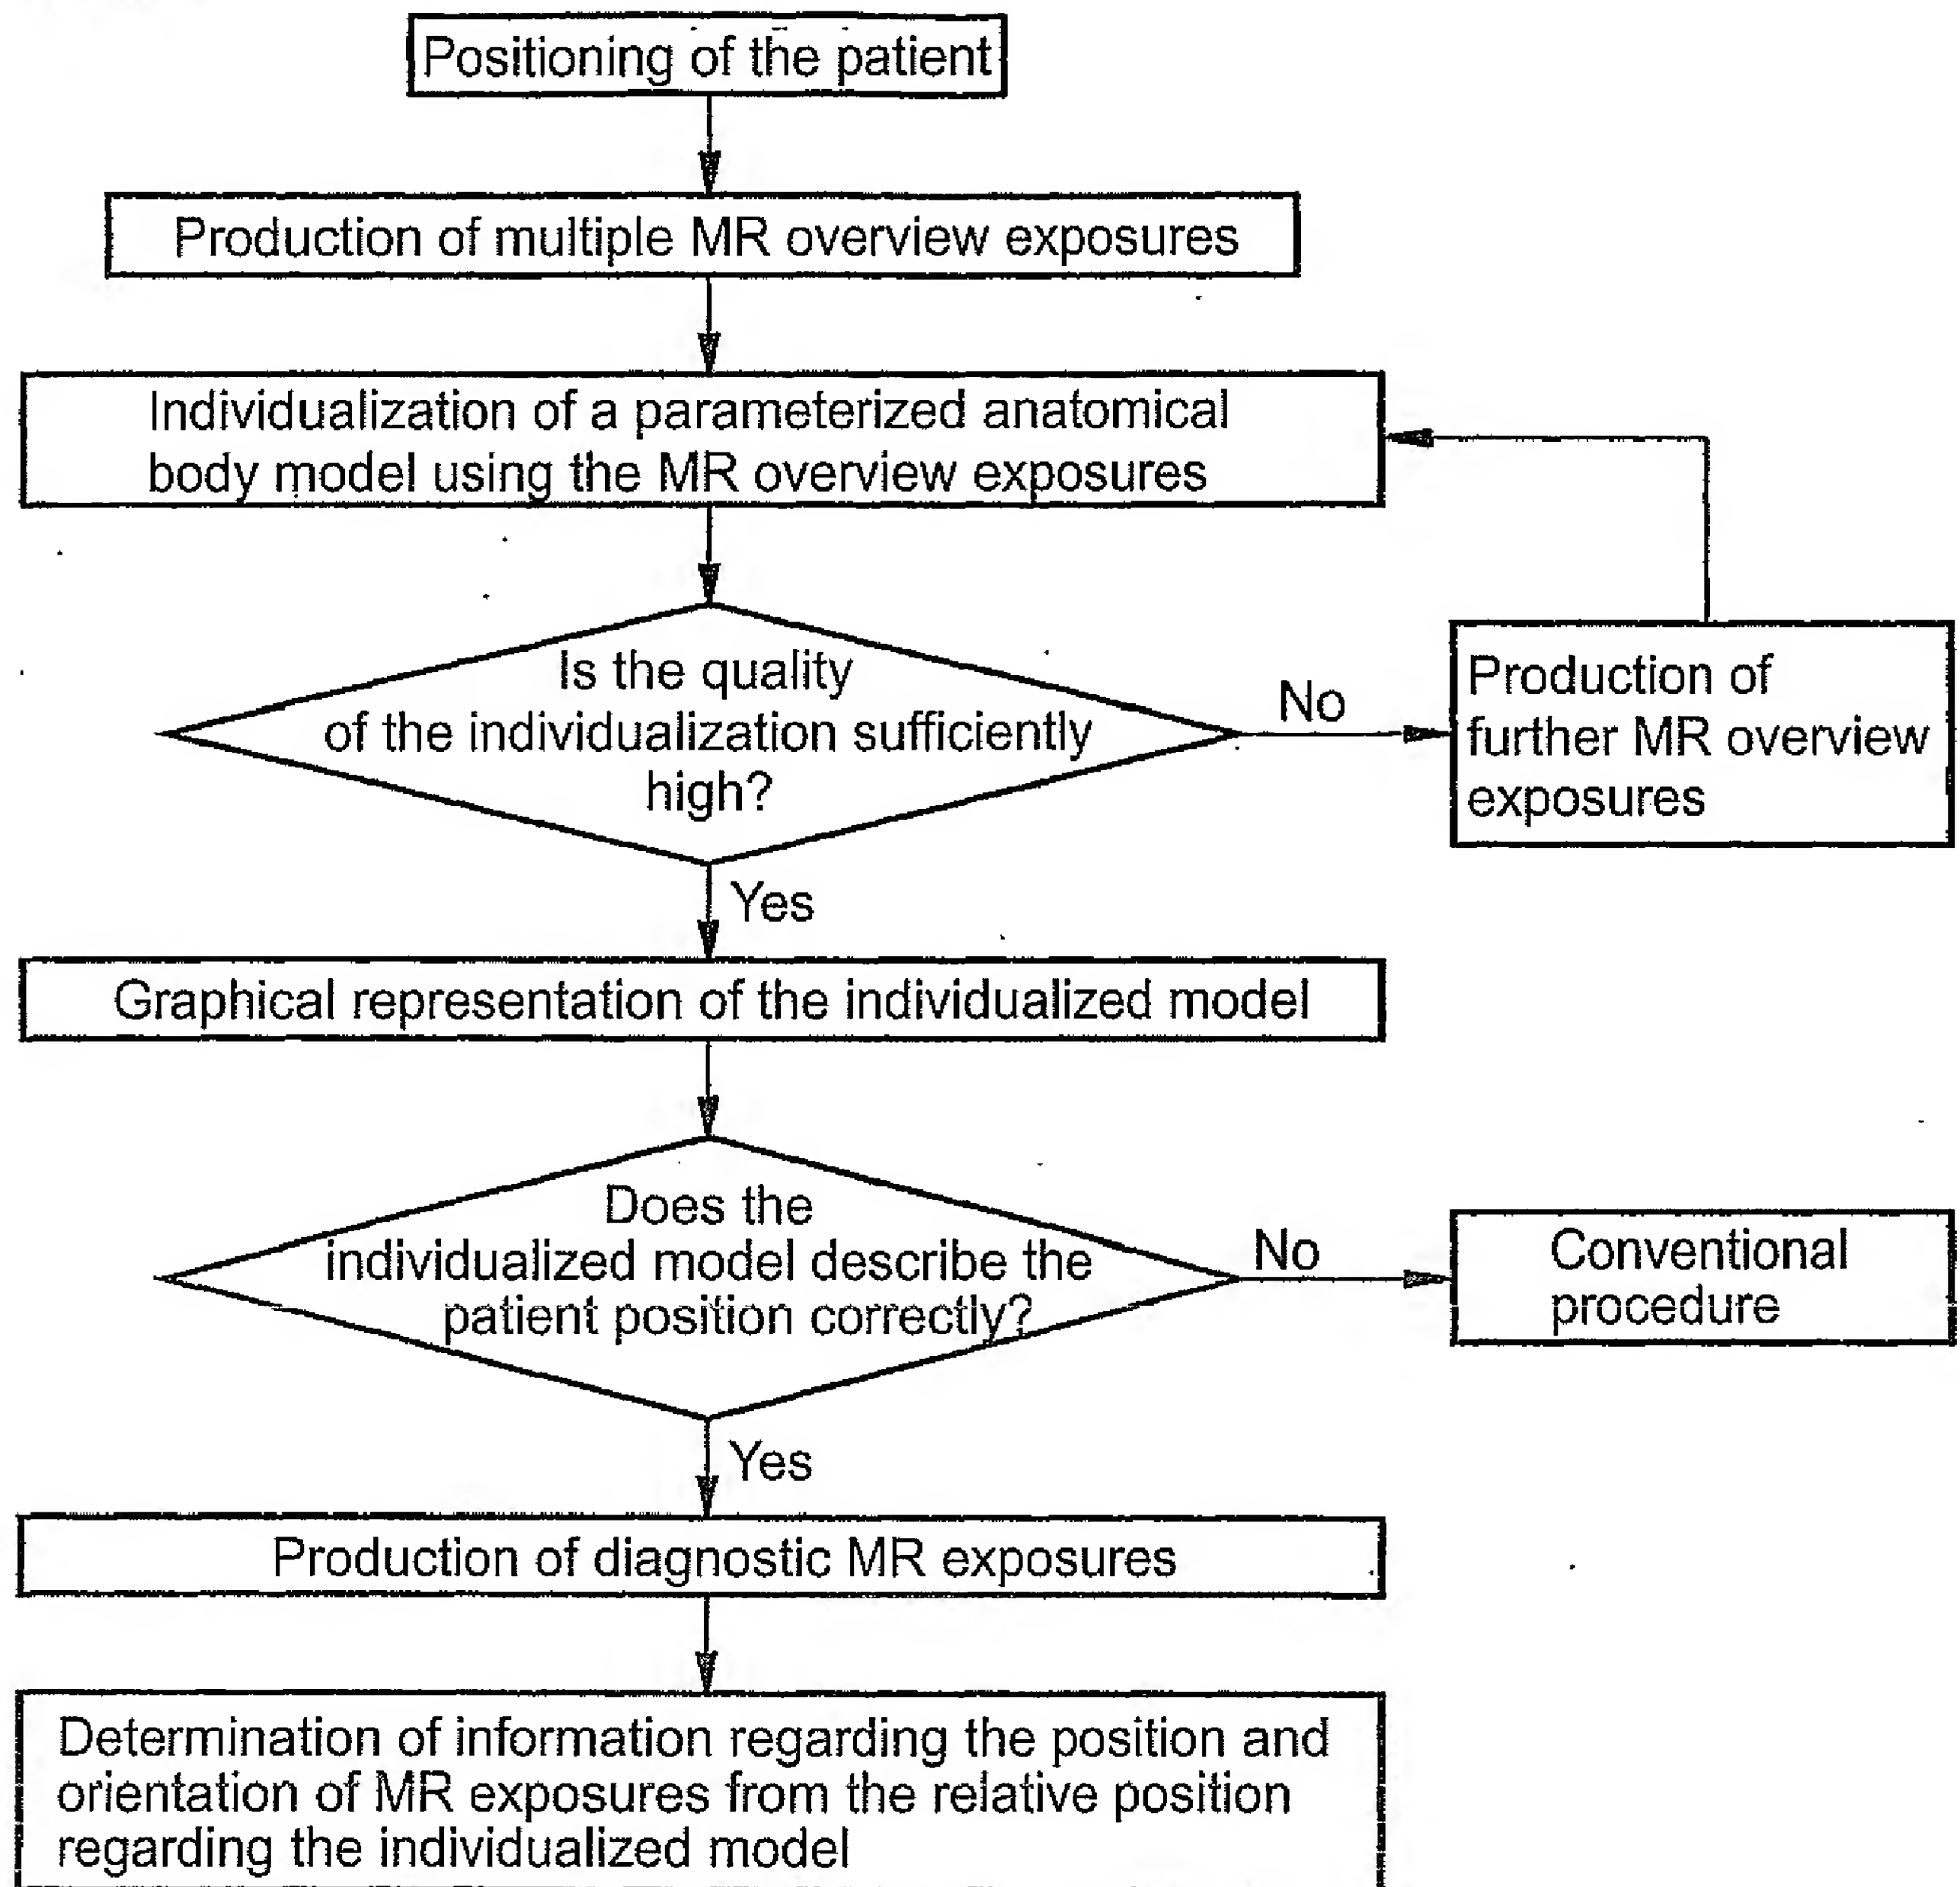 Positioning of the patient
Production of multiple MR overview exposures
Individualization of a parameterized anatomical
body model using the MR overview exposures
Is the quality
of the individualization sufficiently
high?
No
Production of
further MR overview
exposures
Yes
Graphical representation of the individualized model
Does the
individualized model describe the
patient position correctly?
No
Conventional
procedure
Yes
Production of diagnostic MR exposures
Determination of information regarding the position and
orientation of MR exposures from the relative position
regarding the individualized model